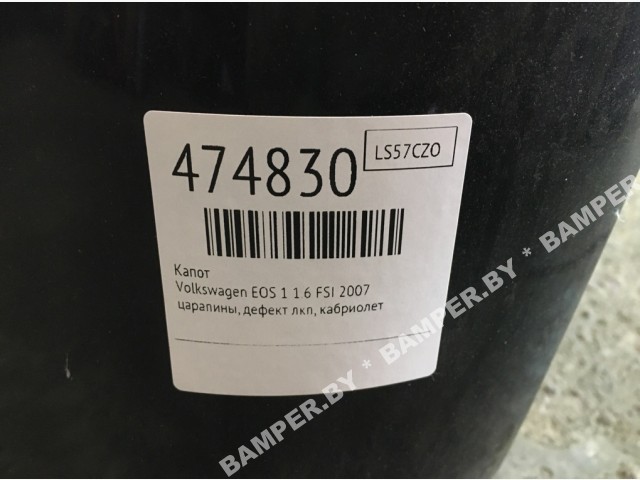 474830
LS57CZO
Капот
Volkswagen EOS 1 1 6 FSI 2007
царапины, дефект лкп, кабриолет
BAMPER.BY * BAMPER.BY * BAMPER.BY